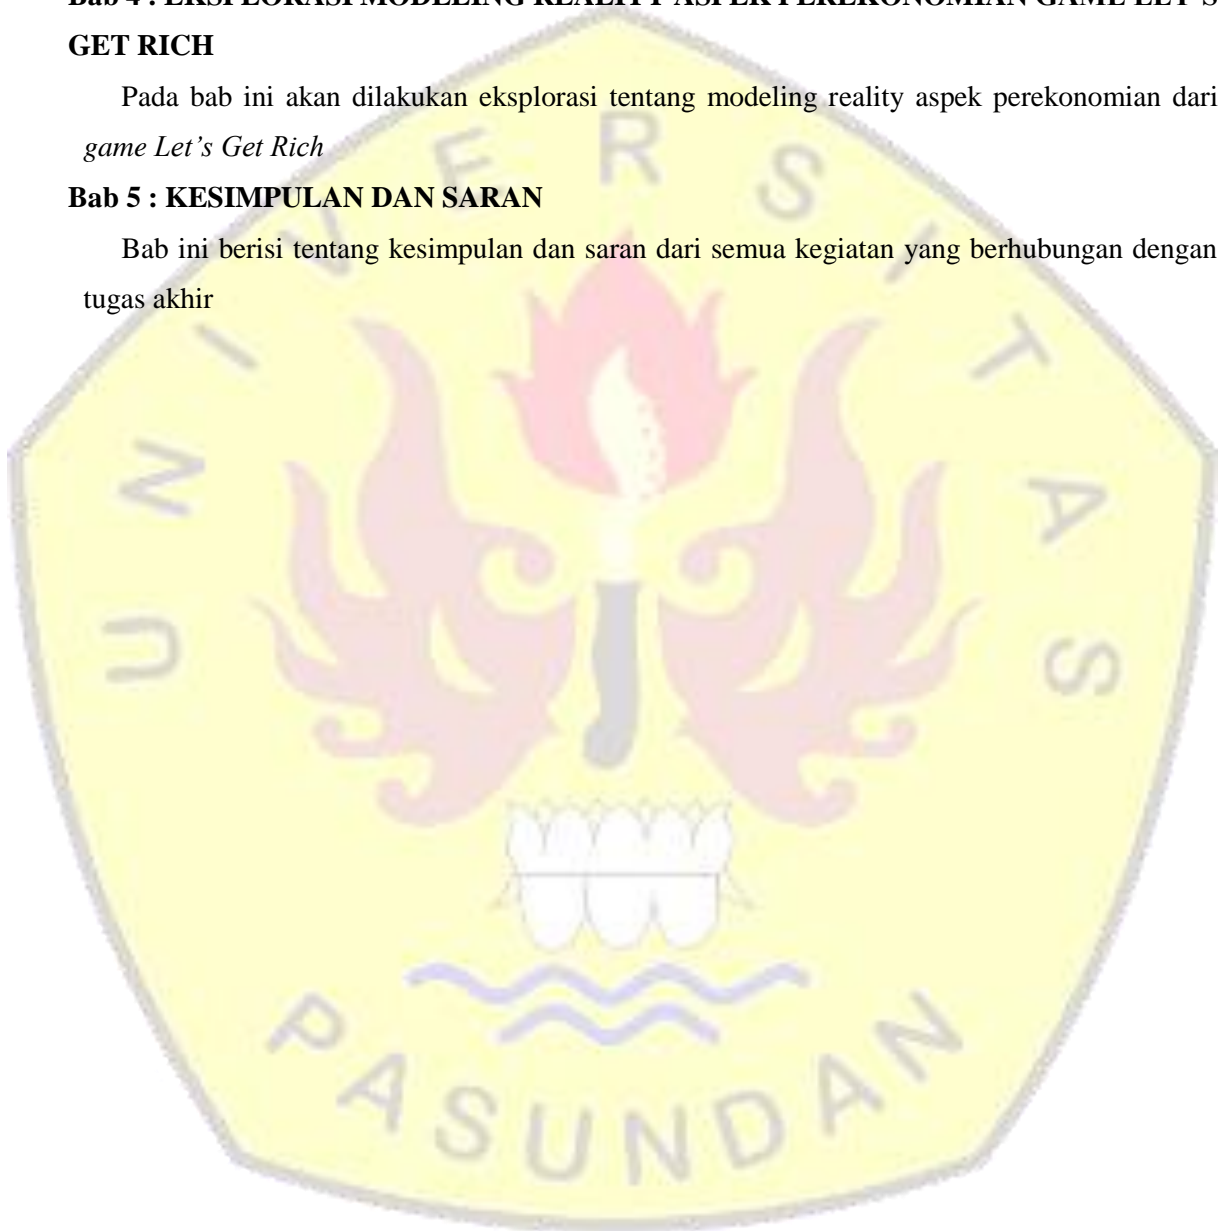 Bab 4 : EKSPLORASI MODELING REALITY ASPEK PEREKONOMIAN GAME LET'S
GET RICH
Pada bab ini akan dilakukan eksplorasi tentang modeling reality aspek perekonomian dari
game Let's Get Rich
Bab 5 : KESIMPULAN DAN SARAN
Bab ini berisi tentang kesimpulan dan saran dari semua kegiatan yang berhubungan dengan
tugas akhir
UNIVERSITAS
PASUNDAN